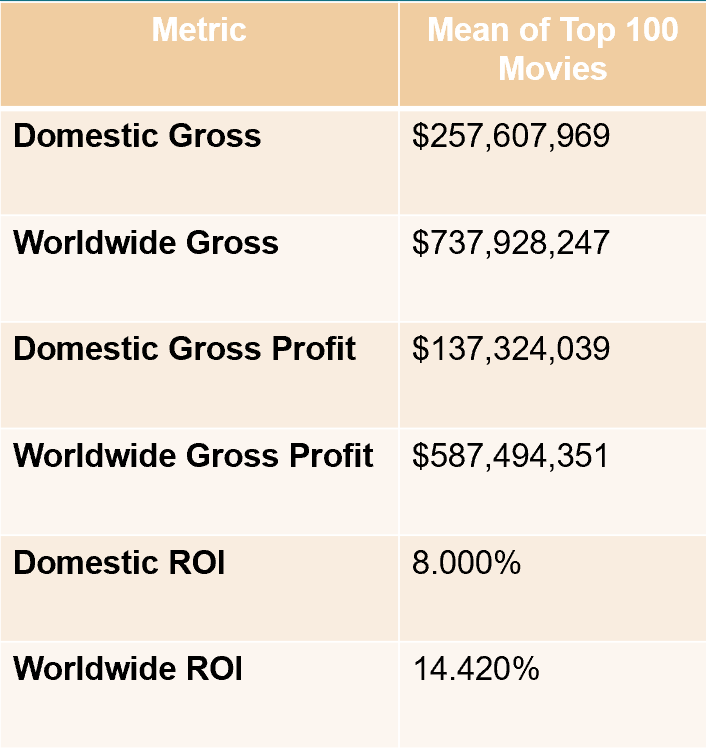 Metric
Mean of Top 100
Movies
Domestic Gross
$257,607,969
Worldwide Gross
$737,928,247
Domestic Gross Profit
$137,324,039
Worldwide Gross Profit
$587,494,351
Domestic ROI
8.000%
Worldwide ROI
14.420%